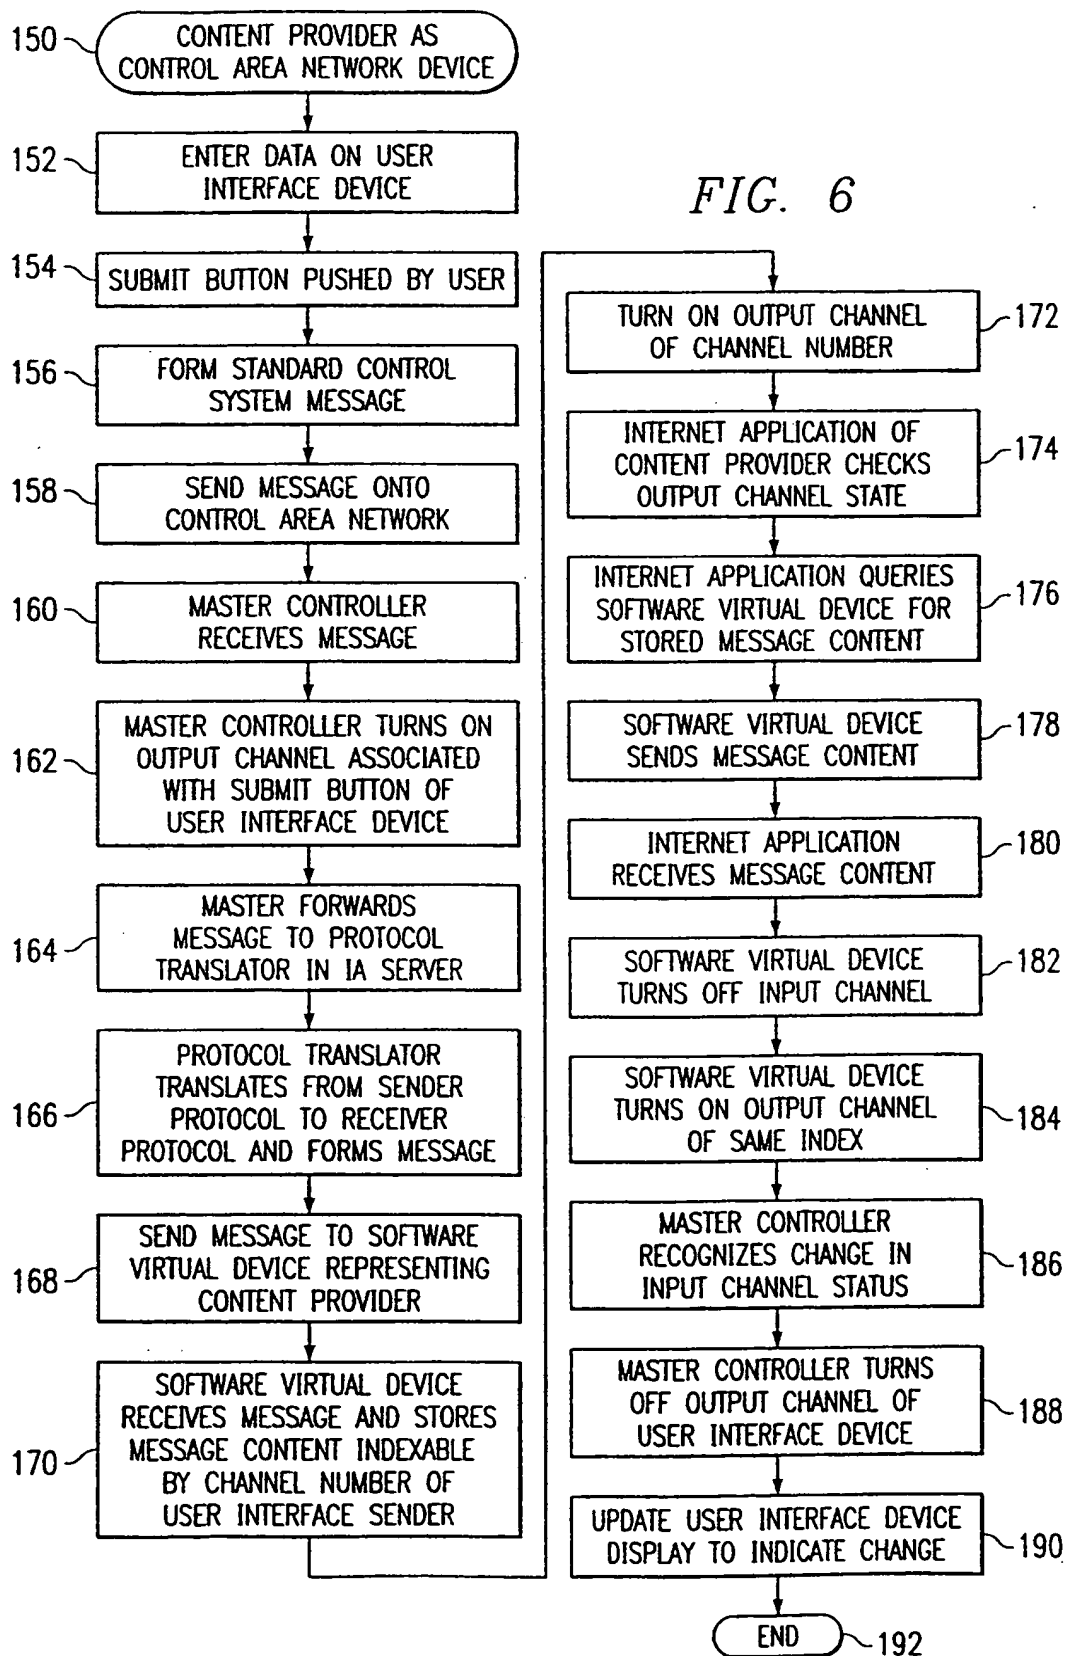 150
CONTENT PROVIDER AS
CONTROL AREA NETWORK DEVICE
152
ENTER DATA ON USER
INTERFACE DEVICE
154
SUBMIT BUTTON PUSHED BY USER
156
FORM STANDARD CONTROL
SYSTEM MESSAGE
158
SEND MESSAGE ONTO
CONTROL AREA NETWORK
160
MASTER CONTROLLER
RECEIVES MESSAGE
162
MASTER CONTROLLER TURNS ON
OUTPUT CHANNEL ASSOCIATED
WITH SUBMIT BUTTON OF
USER INTERFACE DEVICE
164
MASTER FORWARDS
MESSAGE TO PROTOCOL
TRANSLATOR IN IA SERVER
166
PROTOCOL TRANSLATOR
TRANSLATES FROM SENDER
PROTOCOL TO RECEIVER
PROTOCOL AND FORMS MESSAGE
168
SEND MESSAGE TO SOFTWARE
VIRTUAL DEVICE REPRESENTING
CONTENT PROVIDER
170
SOFTWARE VIRTUAL DEVICE
RECEIVES MESSAGE AND STORES
MESSAGE CONTENT INDEXABLE
BY CHANNEL NUMBER OF
USER INTERFACE SENDER
FIG. 6
TURN ON OUTPUT CHANNEL
OF CHANNEL NUMBER
172
INTERNET APPLICATION OF
CONTENT PROVIDER CHECKS
OUTPUT CHANNEL STATE
174
INTERNET APPLICATION QUERIES
SOFTWARE VIRTUAL DEVICE FOR
STORED MESSAGE CONTENT
176
SOFTWARE VIRTUAL DEVICE
SENDS MESSAGE CONTENT
178
INTERNET APPLICATION
RECEIVES MESSAGE CONTENT
180
SOFTWARE VIRTUAL DEVICE
TURNS OFF INPUT CHANNEL
182
SOFTWARE VIRTUAL DEVICE
TURNS ON OUTPUT CHANNEL
OF SAME INDEX
184
MASTER CONTROLLER
RECOGNIZES CHANGE IN
INPUT CHANNEL STATUS
186
MASTER CONTROLLER TURNS
OFF OUTPUT CHANNEL OF
USER INTERFACE DEVICE
188
UPDATE USER INTERFACE DEVICE
DISPLAY TO INDICATE CHANGE
190
END
192